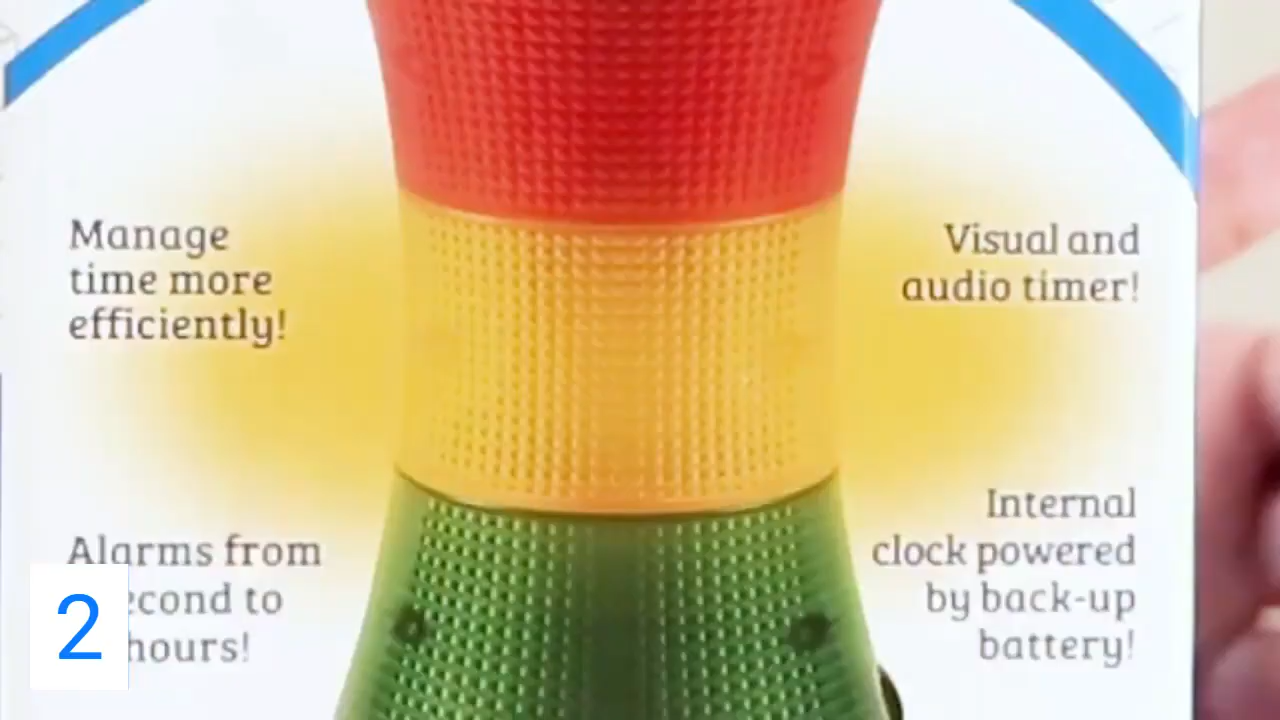 Manage
time more
efficiently!
Visual and
audio timer!
Alarms from
to
hours!
Internal
clock powered
by back-up
battery!
2